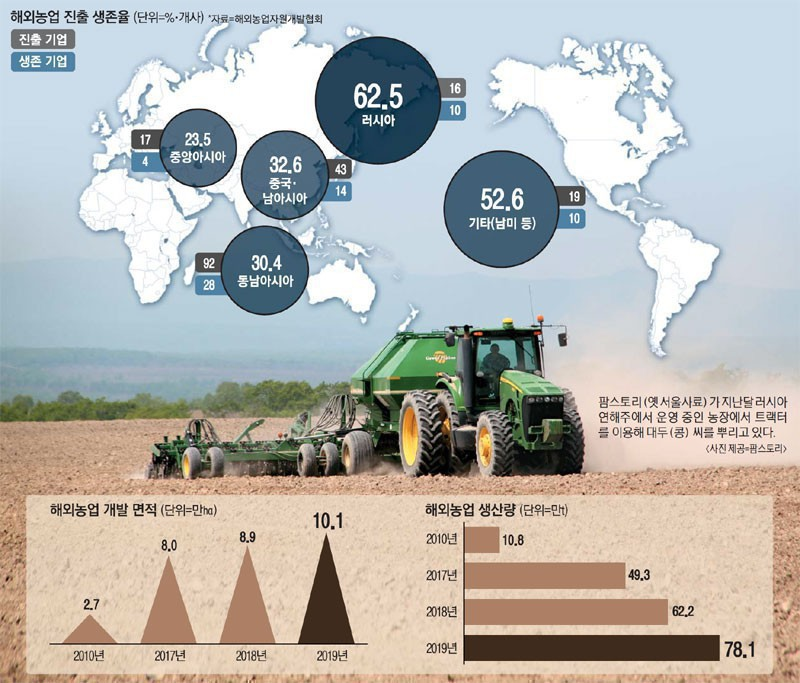 해외농업 진출 생존율 (단위=%·개사) *자료=해외농업자원개발협회
진출 기업
생존 기업
62.5
러시아
16
10
17
4
23.5
중앙아시아
32.6
중국·
남아시아
43
14
52.6
기타(남미 등)
19
10
92
28
30.4
동남아시아
팜스토리(옛 서울사료)가 지난달 러시아
연해주에서 운영 중인 농장에서 트랙터
를 이용해 대두(콩) 씨를 뿌리고 있다.
〈사진 제공=팜스토리〉
해외농업 개발 면적 (단위=만ha)
2.7
8.0
8.9
10.1
2010년
2017년
2018년
2019년
해외농업 생산량 (단위=만t)
2010년 10.8
2017년 49.3
2018년 62.2
2019년 78.1